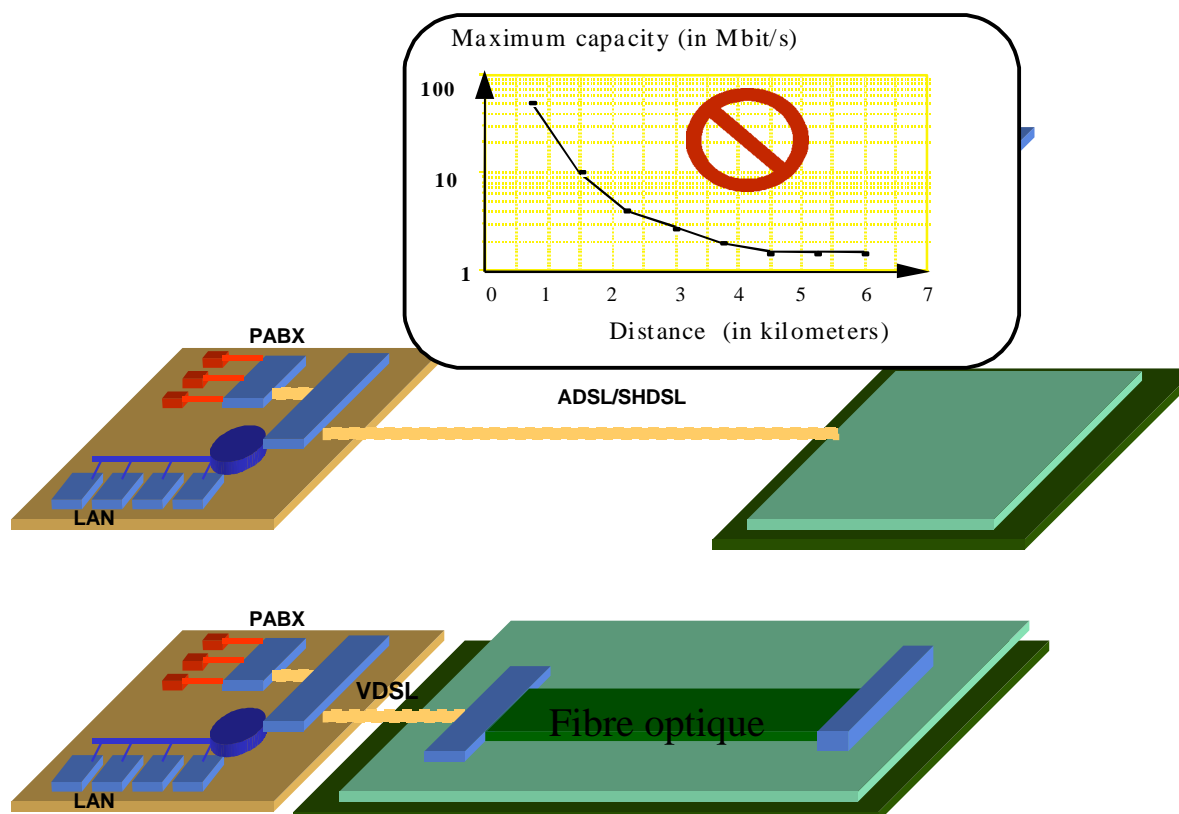 Maximum capacity (in Mbit/s)
100
10
1
0 1 2 3 4 5 6 7
Distance (in kilometers)
PABX
ADSL/SHDSL
LAN
PABX
VDSL
Fibre optique
LAN